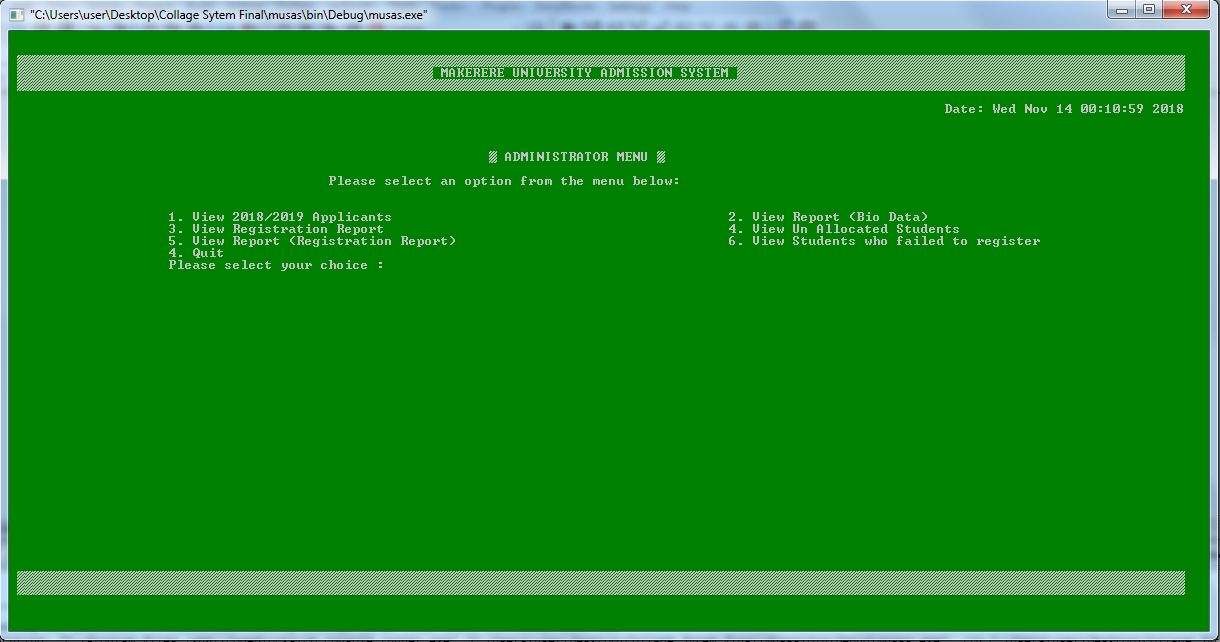 "C:\Users\user\Desktop\Collage Sytem Final\musas\bin\Debug\musas.exe"
MAKERERE UNIVERSITY ADMISSION SYSTEM
Date: Wed Nov 14 00:10:59 2018
ADMINISTRATOR MENU
Please select an option from the menu below:
1. View 2018/2019 Applicants 2. View Report (Bio Data)
3. View Registration Report 4. View Un Allocated Students
5. View Report (Registration Report) 6. View Students who failed to register
4. Quit
Please select your choice :